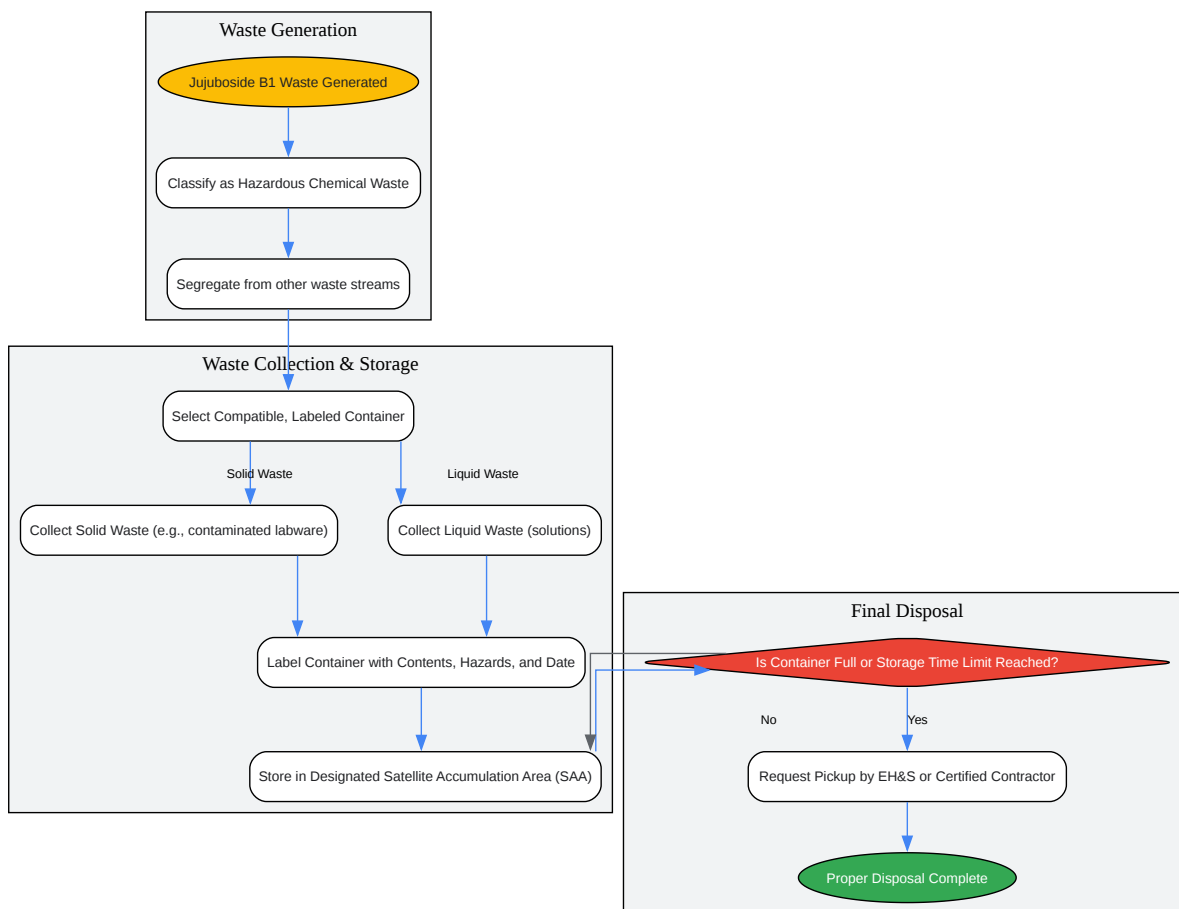 Waste Generation
Jujuboside B1 Waste Generated
Classify as Hazardous Chemical Waste
Segregate from other waste streams
Waste Collection & Storage
Select Compatible, Labeled Container
Solid Waste
Liquid Waste
Collect Solid Waste (e.g., contaminated labware)
Collect Liquid Waste (solutions)
Label Container with Contents, Hazards, and Date
Store in Designated Satellite Accumulation Area (SAA)
Final Disposal
Is Container Full or Storage Time Limit Reached?
No
Yes
Request Pickup by EH&S or Certified Contractor
Proper Disposal Complete